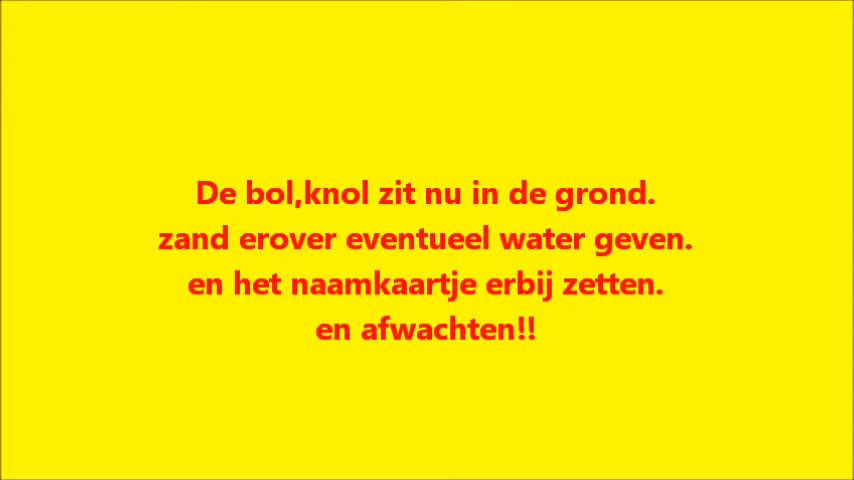 De bol,knol zit nu in de grond.
zand erover eventueel water geven.
en het naamkaartje erbij zetten.
en afwachten!!